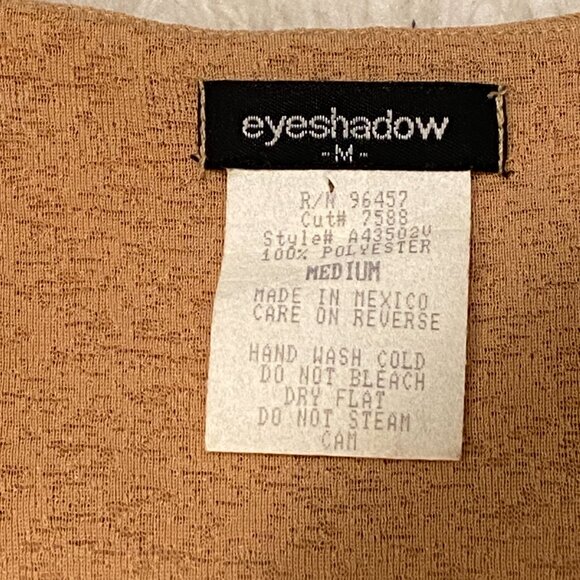 eyeshadow
-M-
R/N 96457
Cut# 7588
Style# A43502V
100% POLYESTER
MEDIUM
MADE IN MEXICO
CARE ON REVERSE
HAND WASH COLD
DO NOT BLEACH
DRY FLAT
DO NOT STEAM
CAM